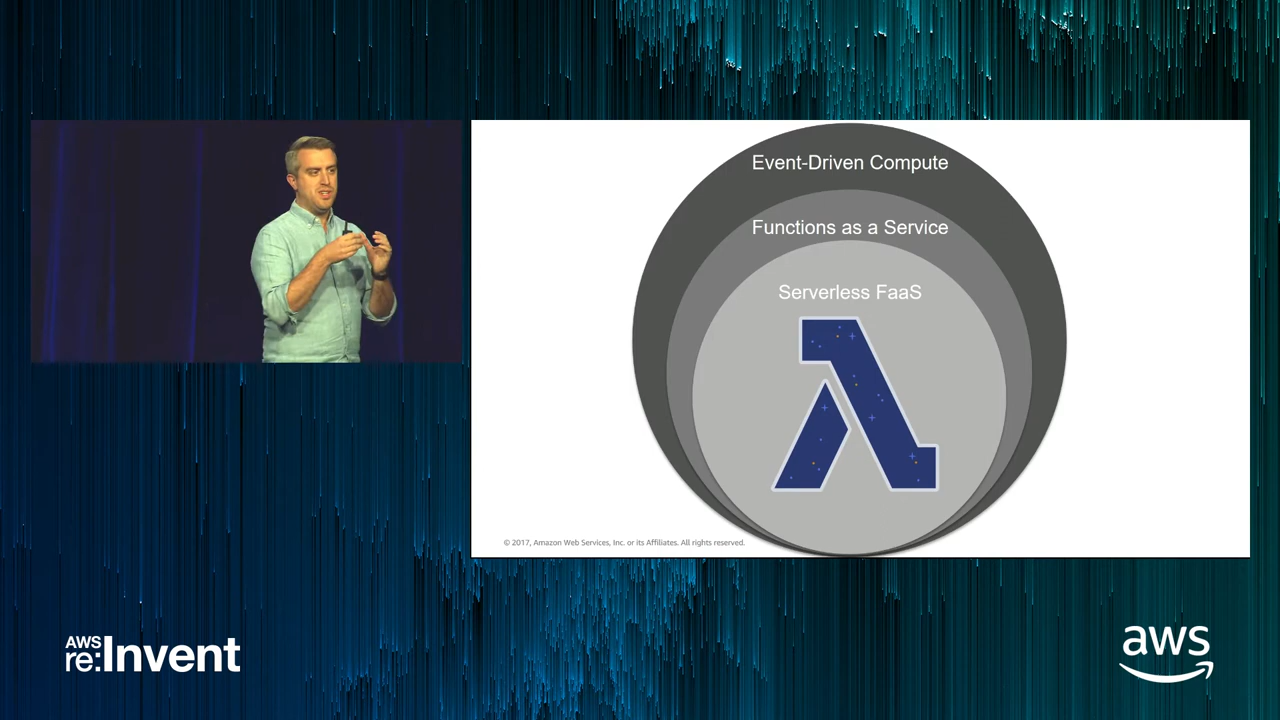 Event-Driven Compute
Functions as a Service
Serverless FaaS
© 2017, Amazon Web Services, Inc. or its Affiliates. All rights reserved.
AWS
re:Invent
aws